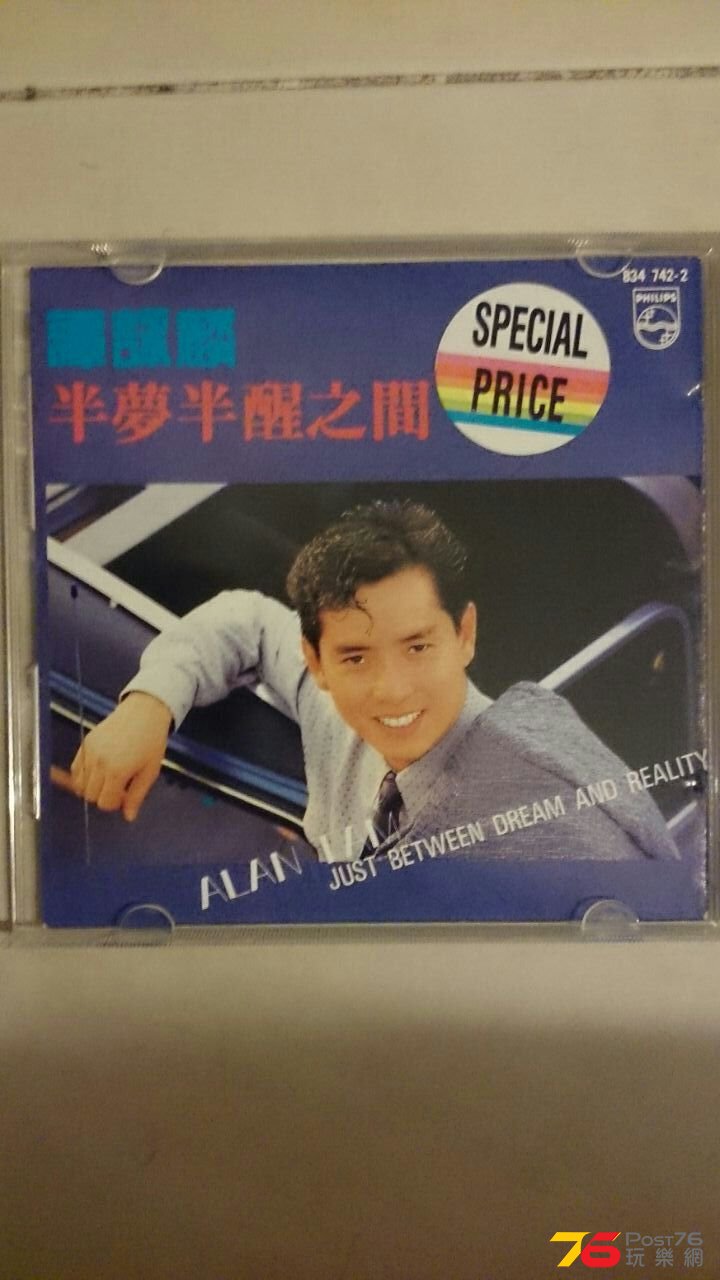 834 742-2
PHILIPS
譚詠麟
半夢半醒之間
SPECIAL
PRICE
ALAN TAM
JUST BETWEEN DREAM AND REALITY
76 POST76
玩樂網